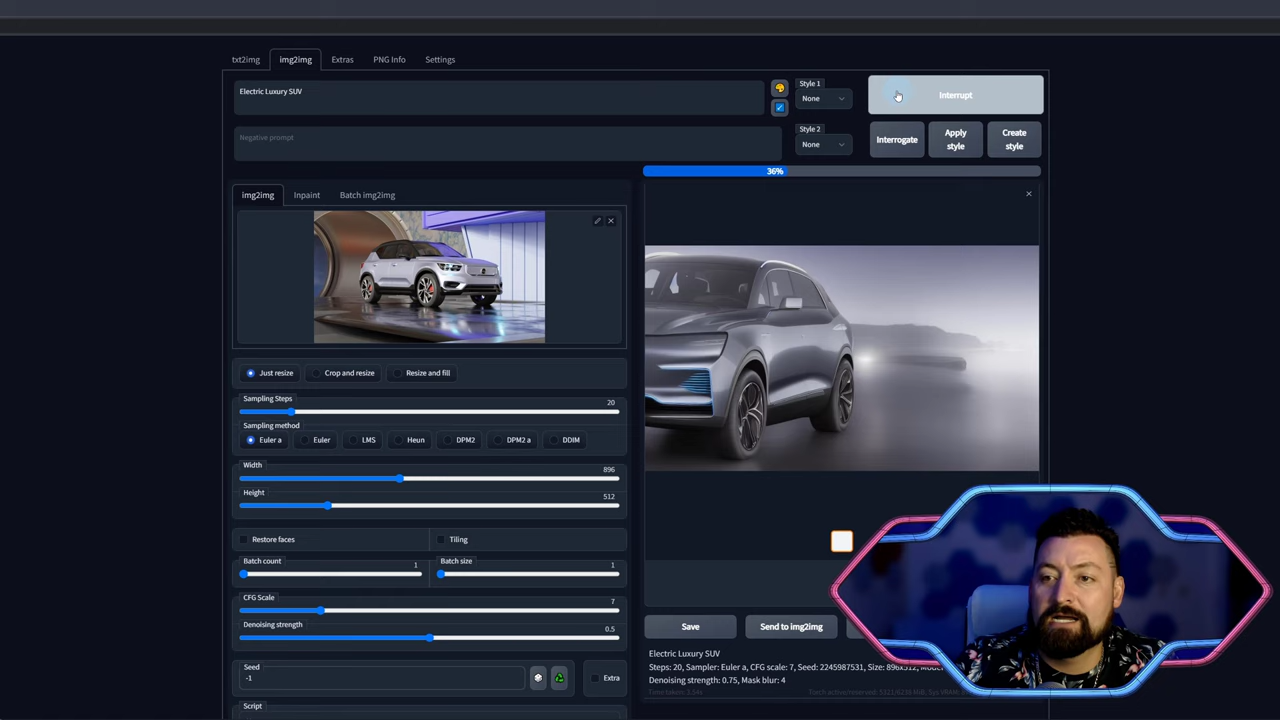 txt2img
img2img
Extras
PNG Info
Settings
Electric Luxury SUV
Style 1
None
Interrupt
Negative prompt
Style 2
None
Interrogate
Apply
style
Create
style
36%
img2img
Inpaint
Batch img2img
Just resize
Crop and resize
Resize and fill
Sampling Steps
20
Sampling method
Euler a
Euler
LMS
Heun
DPM2
DPM2 a
DDIM
Width
896
Height
512
Restore faces
Tiling
Batch count
1
Batch size
1
CFG Scale
7
Denoising strength
0.5
Seed
-1
Extra
Script
Save
Send to img2img
Electric Luxury SUV
Steps: 20, Sampler: Euler a, CFG scale: 7, Seed: 2245987531, Size: 896x512
Denoising strength: 0.75, Mask blur: 4
Time taken: 3.54s